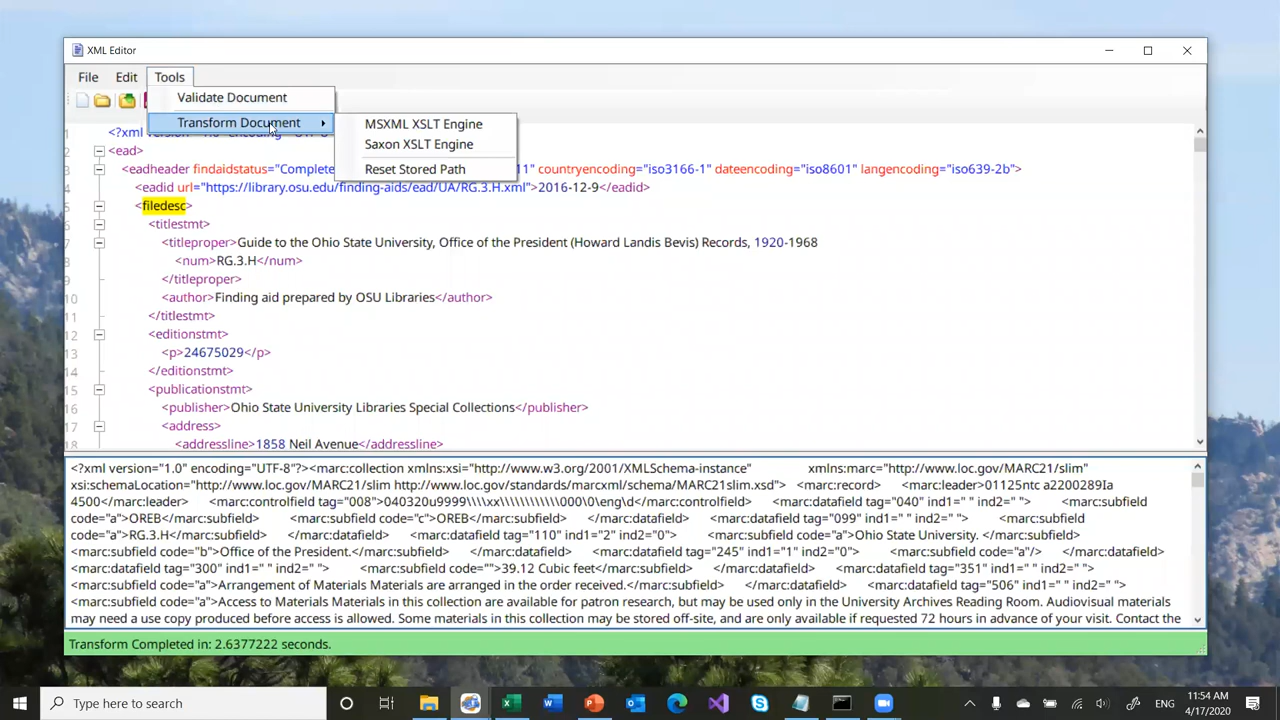 XML Editor
File Edit Tools
Validate Document
Transform Document
MSXML XSLT Engine
Saxon XSLT Engine
Reset Stored Path
1 <?xml version="1.0" encoding="UTF-8"
2 <ead>
<eadheader findaidstatus="Complete 11" countryencoding="iso3166-1" dateencoding="iso8601" langencoding="iso639-2b">
<eadid url="https://library.osu.edu/finding-aids/ead/UA/RG.3.H.xml">2016-12-9</eadid>
<filedesc>
<titlestmt>
<titleproper>Guide to the Ohio State University, Office of the President (Howard Landis Bevis) Records, 1920-1968
<num>RG.3.H</num>
</titleproper>
10 <author>Finding aid prepared by OSU Libraries</author>
11 </titlestmt>
12 <editionstmt>
13 <p>24675029</p>
14 </editionstmt>
15 <publicationstmt>
16 <publisher>Ohio State University Libraries Special Collections</publisher>
17 <address>
18 <addressline>1858 Neil Avenue</addressline>
<?xml version="1.0" encoding="UTF-8"?><marc:collection xmlns:xsi="http://www.w3.org/2001/XMLSchema-instance" xmlns:marc="http://www.loc.gov/MARC21/slim"
xsi:schemaLocation="http://www.loc.gov/MARC21/slim http://www.loc.gov/standards/marcxml/schema/MARC21slim.xsd"> <marc:record> <marc:leader>01125ntc a2200289Ia
4500</marc:leader> <marc:controlfield tag="008">040320u9999\\\\xx\\\\\\\\\\\\000\0\eng\d</marc:controlfield> <marc:datafield tag="040" ind1=" " ind2=" "> <marc:subfield
code="a">OREB</marc:subfield> <marc:subfield code="c">OREB</marc:subfield> </marc:datafield> <marc:datafield tag="099" ind1=" " ind2=" "> <marc:subfield
code="a">RG.3.H</marc:subfield> </marc:datafield> <marc:datafield tag="110" ind1="2" ind2="0"> <marc:subfield code="a">Ohio State University. </marc:subfield>
<marc:subfield code="b">Office of the President.</marc:subfield> </marc:datafield> <marc:datafield tag="245" ind1="1" ind2="0"> <marc:subfield code="a"/> </marc:datafield>
<marc:datafield tag="300" ind1=" " ind2=" "> <marc:subfield code="">39.12 Cubic feet</marc:subfield> </marc:datafield> <marc:datafield tag="351" ind1=" " ind2=" ">
<marc:subfield code="a">Arrangement of Materials Materials are arranged in the order received.</marc:subfield> </marc:datafield> <marc:datafield tag="506" ind1=" " ind2=" ">
<marc:subfield code="a">Access to Materials Materials in this collection are available for patron research, but may be used only in the University Archives Reading Room. Audiovisual materials
may need a use copy produced before access is allowed. Some materials in this collection may be stored off-site, and are only available if requested 72 hours in advance of your visit. Contact the
Transform Completed in: 2.6377222 seconds.
Type here to search
11:54 AM
4/17/2020